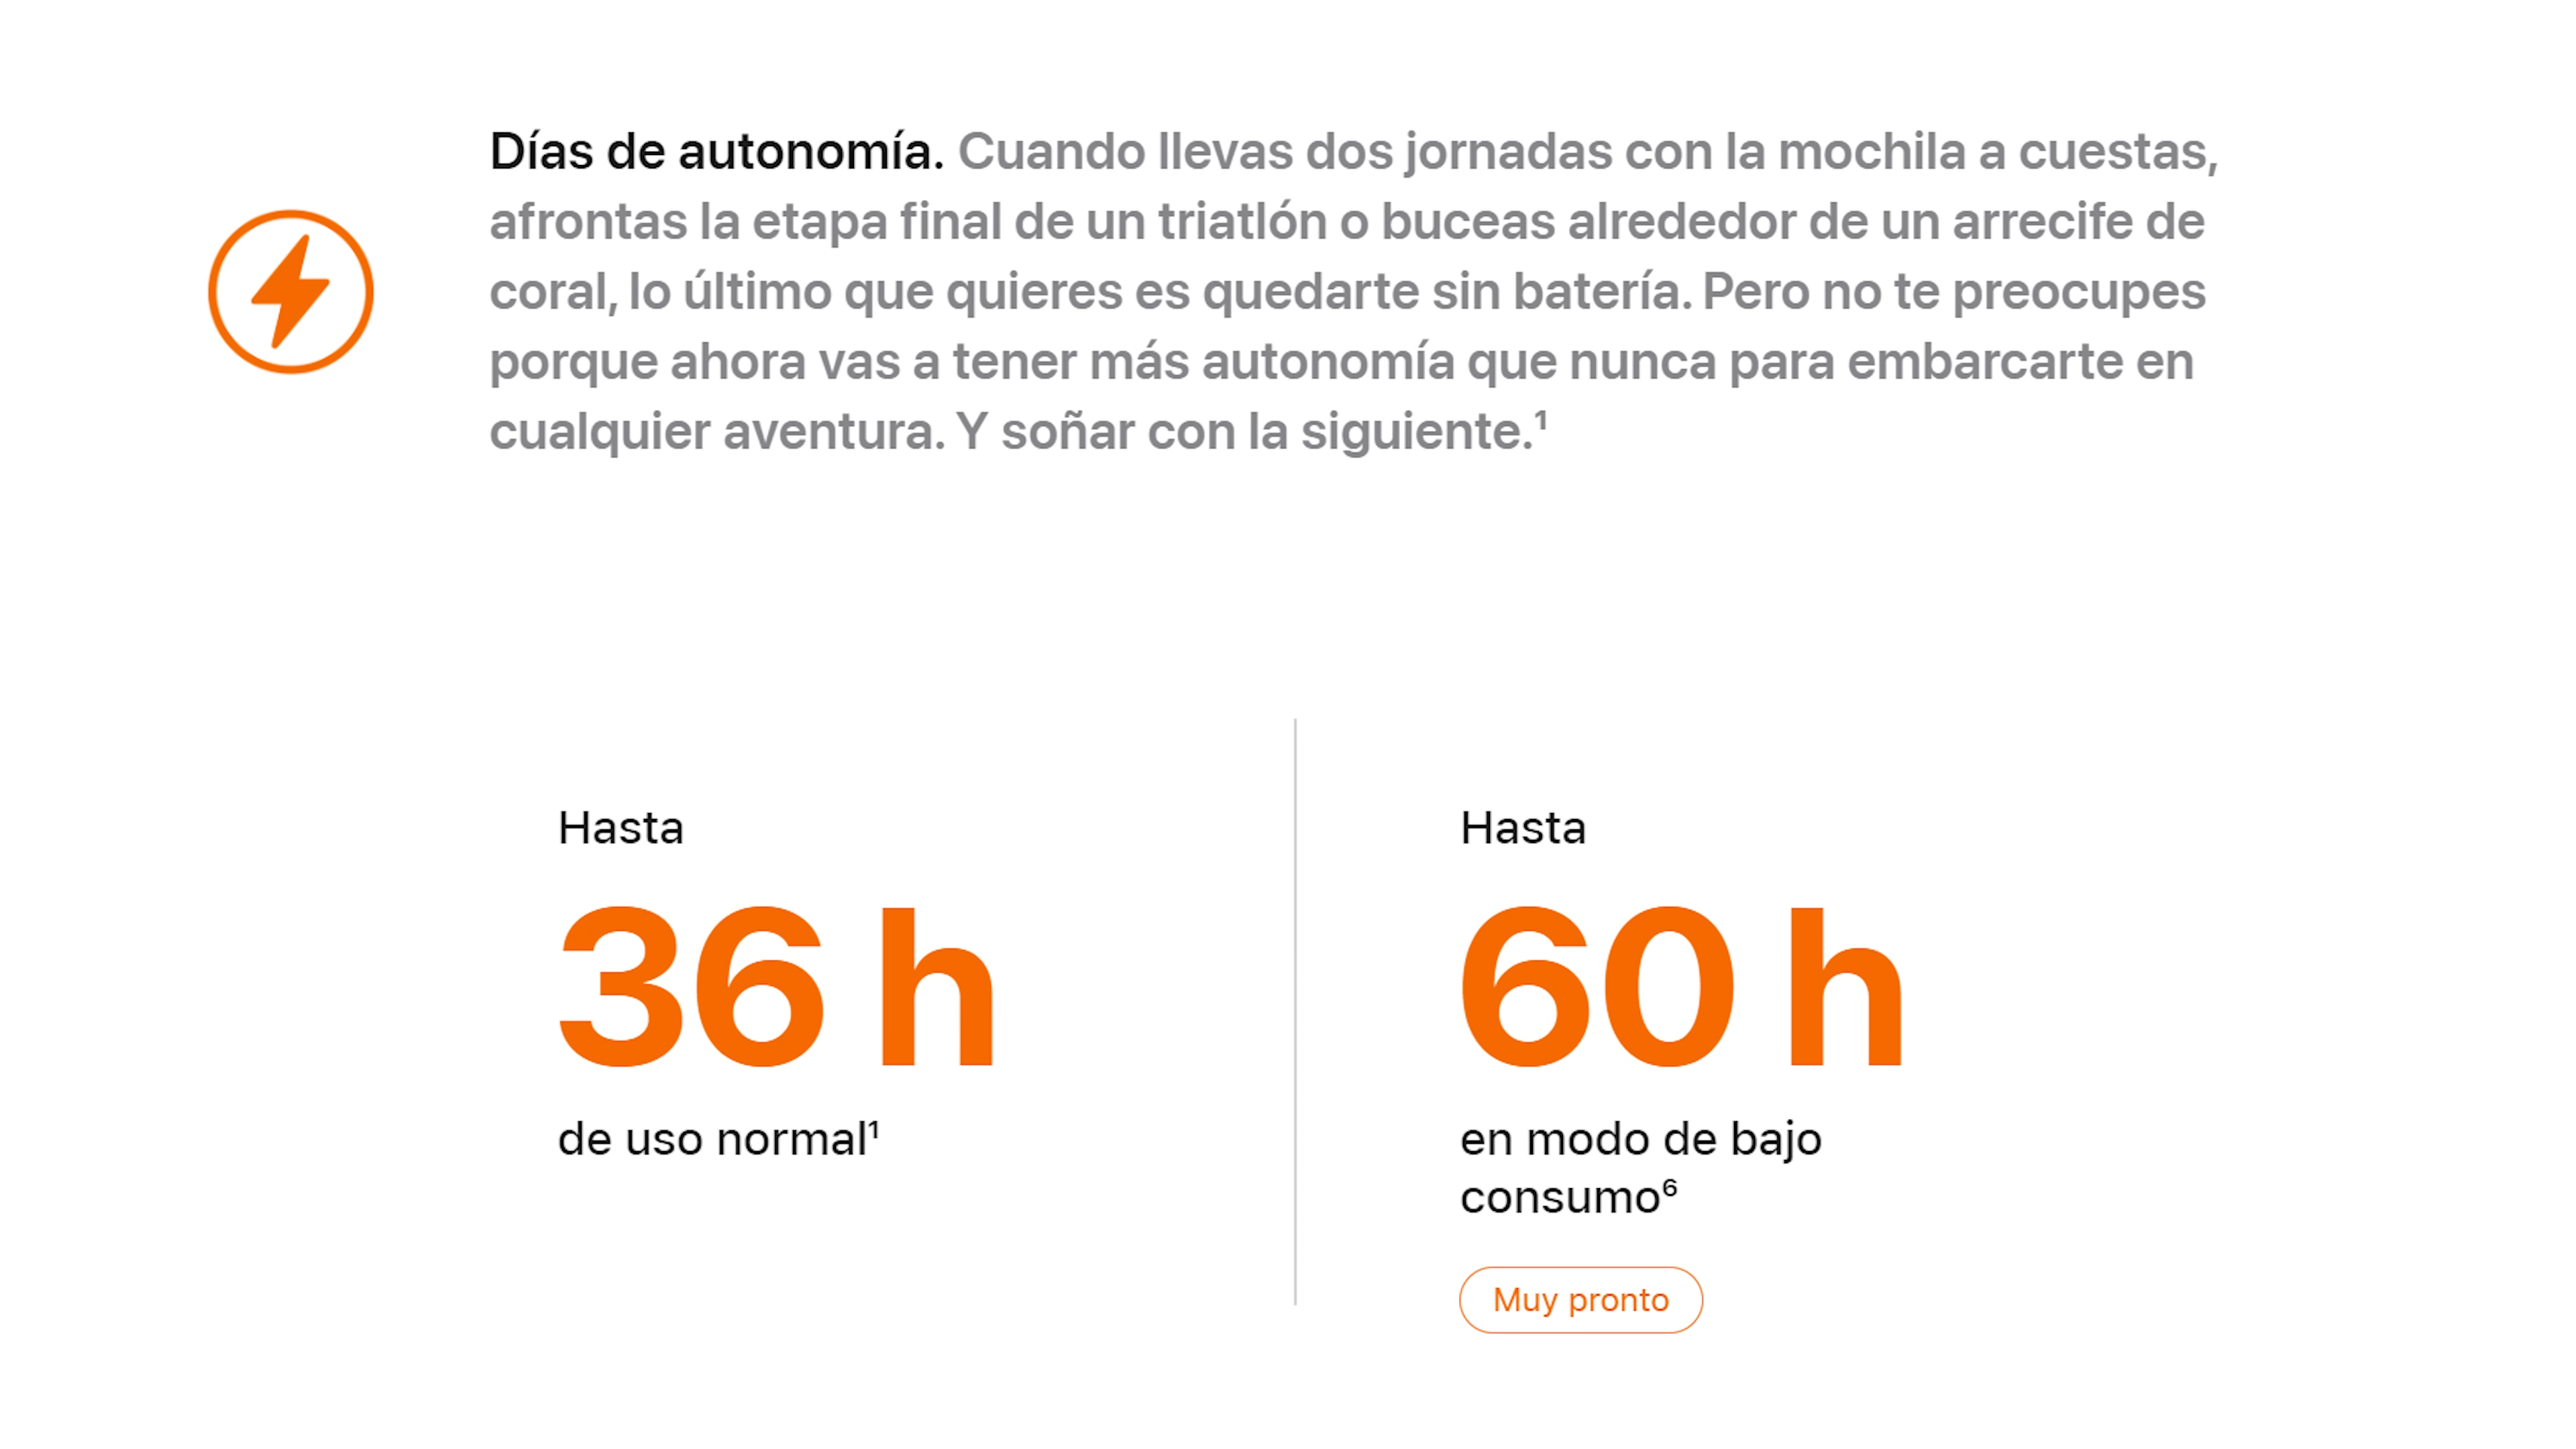 Días de autonomía. Cuando llevas dos jornadas con la mochila a cuestas,
afrontas la etapa final de un triatlón o buceas alrededor de un arrecife de
coral, lo último que quieres es quedarte sin batería. Pero no te preocupes
porque ahora vas a tener más autonomía que nunca para embarcarte en
cualquier aventura. Y soñar con la siguiente.¹
Hasta
36 h
de uso normal¹
Hasta
60 h
en modo de bajo
consumo⁶
Muy pronto